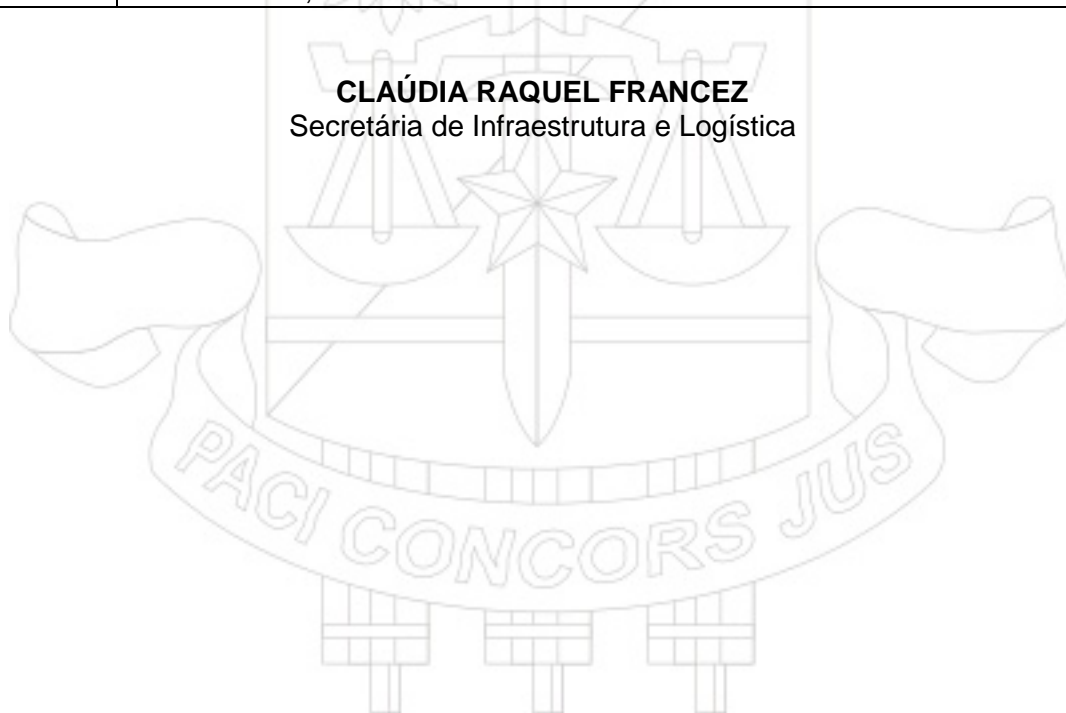 CLAÚDIA RAQUEL FRANCEZ
Secretária de Infraestrutura e Logística
PACI CONCORS JUS